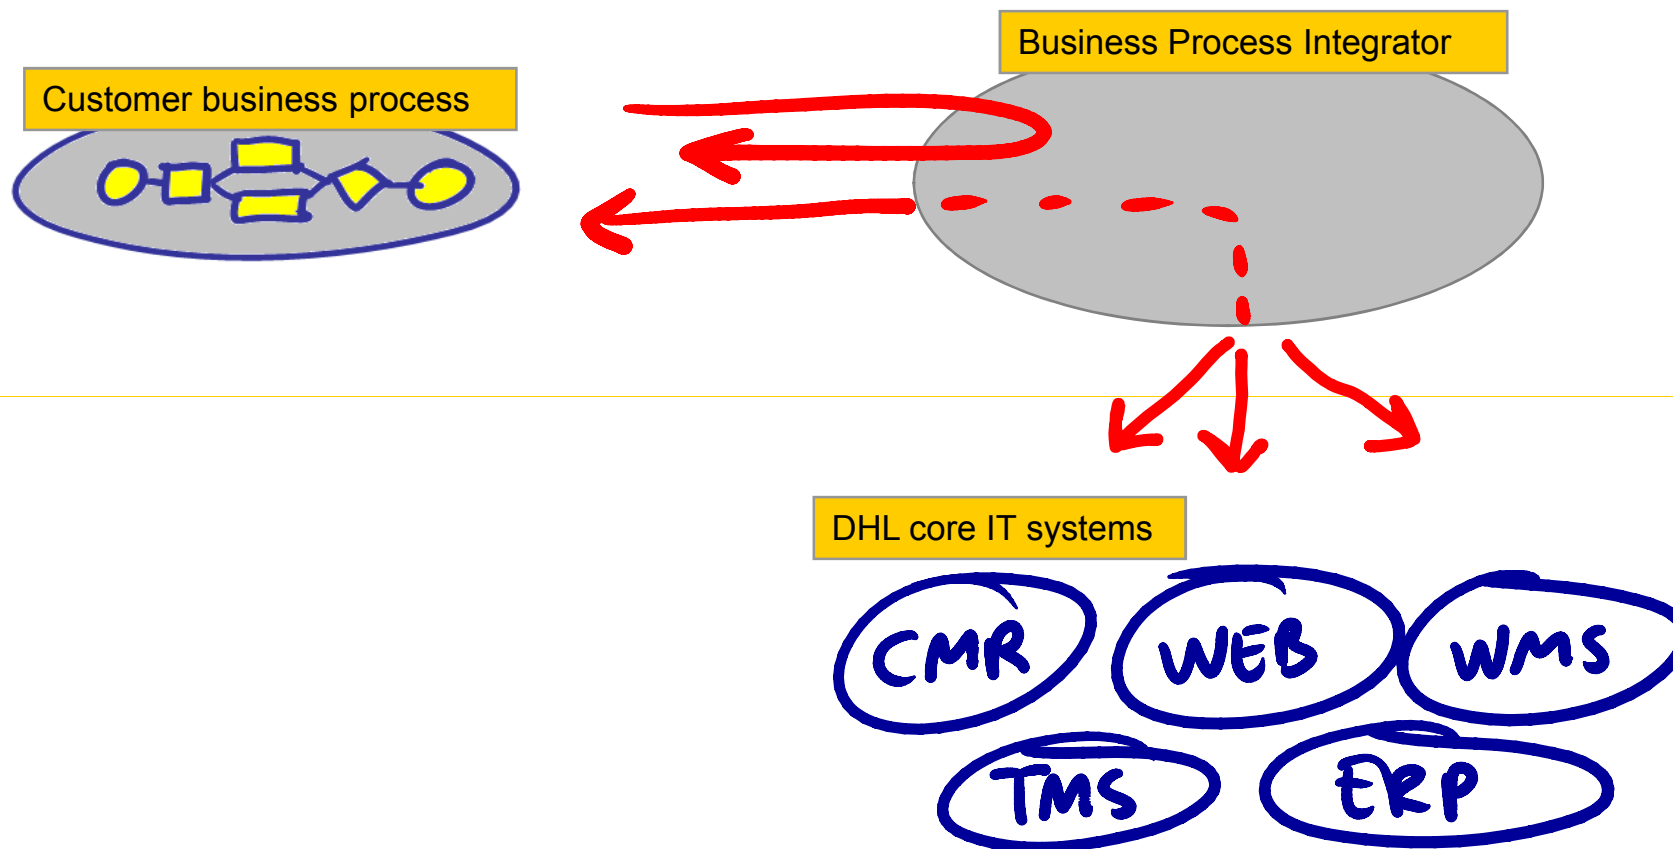 Business Process Integrator
Customer business process
DHL core IT systems
CMR
WEB
WMS
TMS
ERP